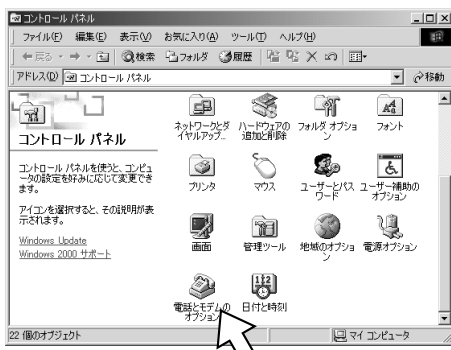 コントロール パネル
ファイル(F) 編集(E) 表示(V) お気に入り(A) ツール(T) ヘルプ(H)
戻る 検索 フォルダ 履歴
アドレス(D) コントロール パネル 移動
コントロール パネル
コントロール パネルを使うと、コンピュ
ータの設定を好みに応じて変更でき
ます。
アイコンを選択すると、その説明が表
示されます。
Windows Update
Windows 2000 サポート
ネットワークとダ
イヤルアップ...
ハードウェアの
追加と削除
フォルダ オプショ
ン
フォント
プリンタ
マウス
ユーザーとパス
ワード
ユーザー補助の
オプション
画面
管理ツール
地域のオプショ
ン
電源オプション
電話とモデムの
オプション
日付と時刻
22 個のオブジェクト
マイ コンピュータ